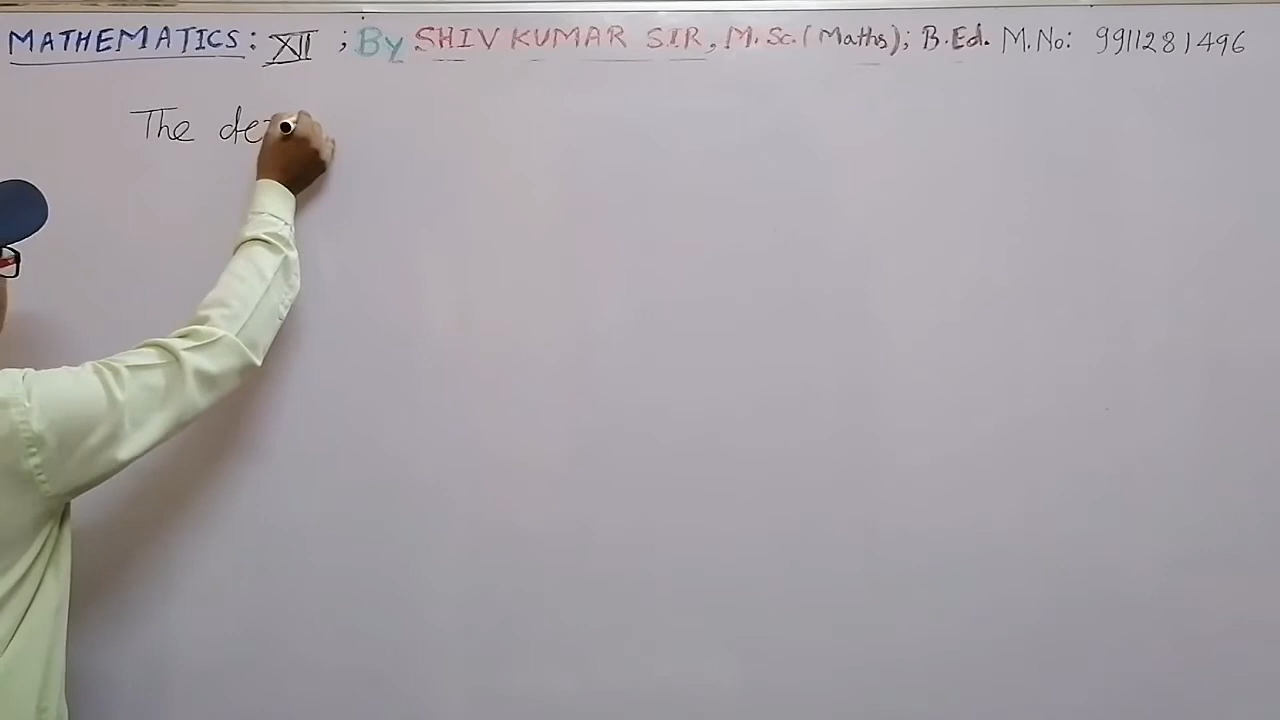 MATHEMATICS: XII ; By SHIV KUMAR SIR, M.Sc.(Maths); B.Ed. M.No: 9911281496
The de